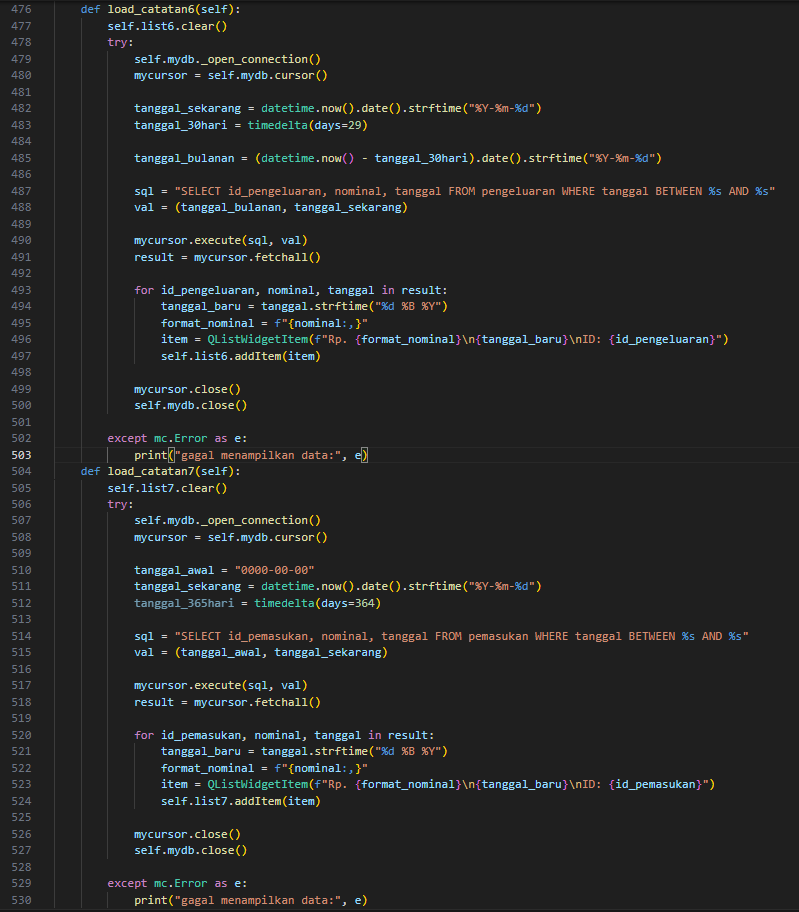 476     def load_catatan6(self):
477         self.list6.clear()
478         try:
479             self.mydb._open_connection()
480             mycursor = self.mydb.cursor()
481
482             tanggal_sekarang = datetime.now().date().strftime("%Y-%m-%d")
483             tanggal_30hari = timedelta(days=29)
484
485             tanggal_bulanan = (datetime.now() - tanggal_30hari).date().strftime("%Y-%m-%d")
486
487             sql = "SELECT id_pengeluaran, nominal, tanggal FROM pengeluaran WHERE tanggal BETWEEN %s AND %s"
488             val = (tanggal_bulanan, tanggal_sekarang)
489
490             mycursor.execute(sql, val)
491             result = mycursor.fetchall()
492
493             for id_pengeluaran, nominal, tanggal in result:
494                 tanggal_baru = tanggal.strftime("%d %B %Y")
495                 format_nominal = f"{nominal:,}"
496                 item = QListWidgetItem(f"Rp. {format_nominal}\n{tanggal_baru}\nID: {id_pengeluaran}")
497                 self.list6.addItem(item)
498
499             mycursor.close()
500             self.mydb.close()
501
502         except mc.Error as e:
503             print("gagal menampilkan data:", e)
504     def load_catatan7(self):
505         self.list7.clear()
506         try:
507             self.mydb._open_connection()
508             mycursor = self.mydb.cursor()
509
510             tanggal_awal = "0000-00-00"
511             tanggal_sekarang = datetime.now().date().strftime("%Y-%m-%d")
512             tanggal_365hari = timedelta(days=364)
513
514             sql = "SELECT id_pemasukan, nominal, tanggal FROM pemasukan WHERE tanggal BETWEEN %s AND %s"
515             val = (tanggal_awal, tanggal_sekarang)
516
517             mycursor.execute(sql, val)
518             result = mycursor.fetchall()
519
520             for id_pemasukan, nominal, tanggal in result:
521                 tanggal_baru = tanggal.strftime("%d %B %Y")
522                 format_nominal = f"{nominal:,}"
523                 item = QListWidgetItem(f"Rp. {format_nominal}\n{tanggal_baru}\nID: {id_pemasukan}")
524                 self.list7.addItem(item)
525
526             mycursor.close()
527             self.mydb.close()
528
529         except mc.Error as e:
530             print("gagal menampilkan data:", e)